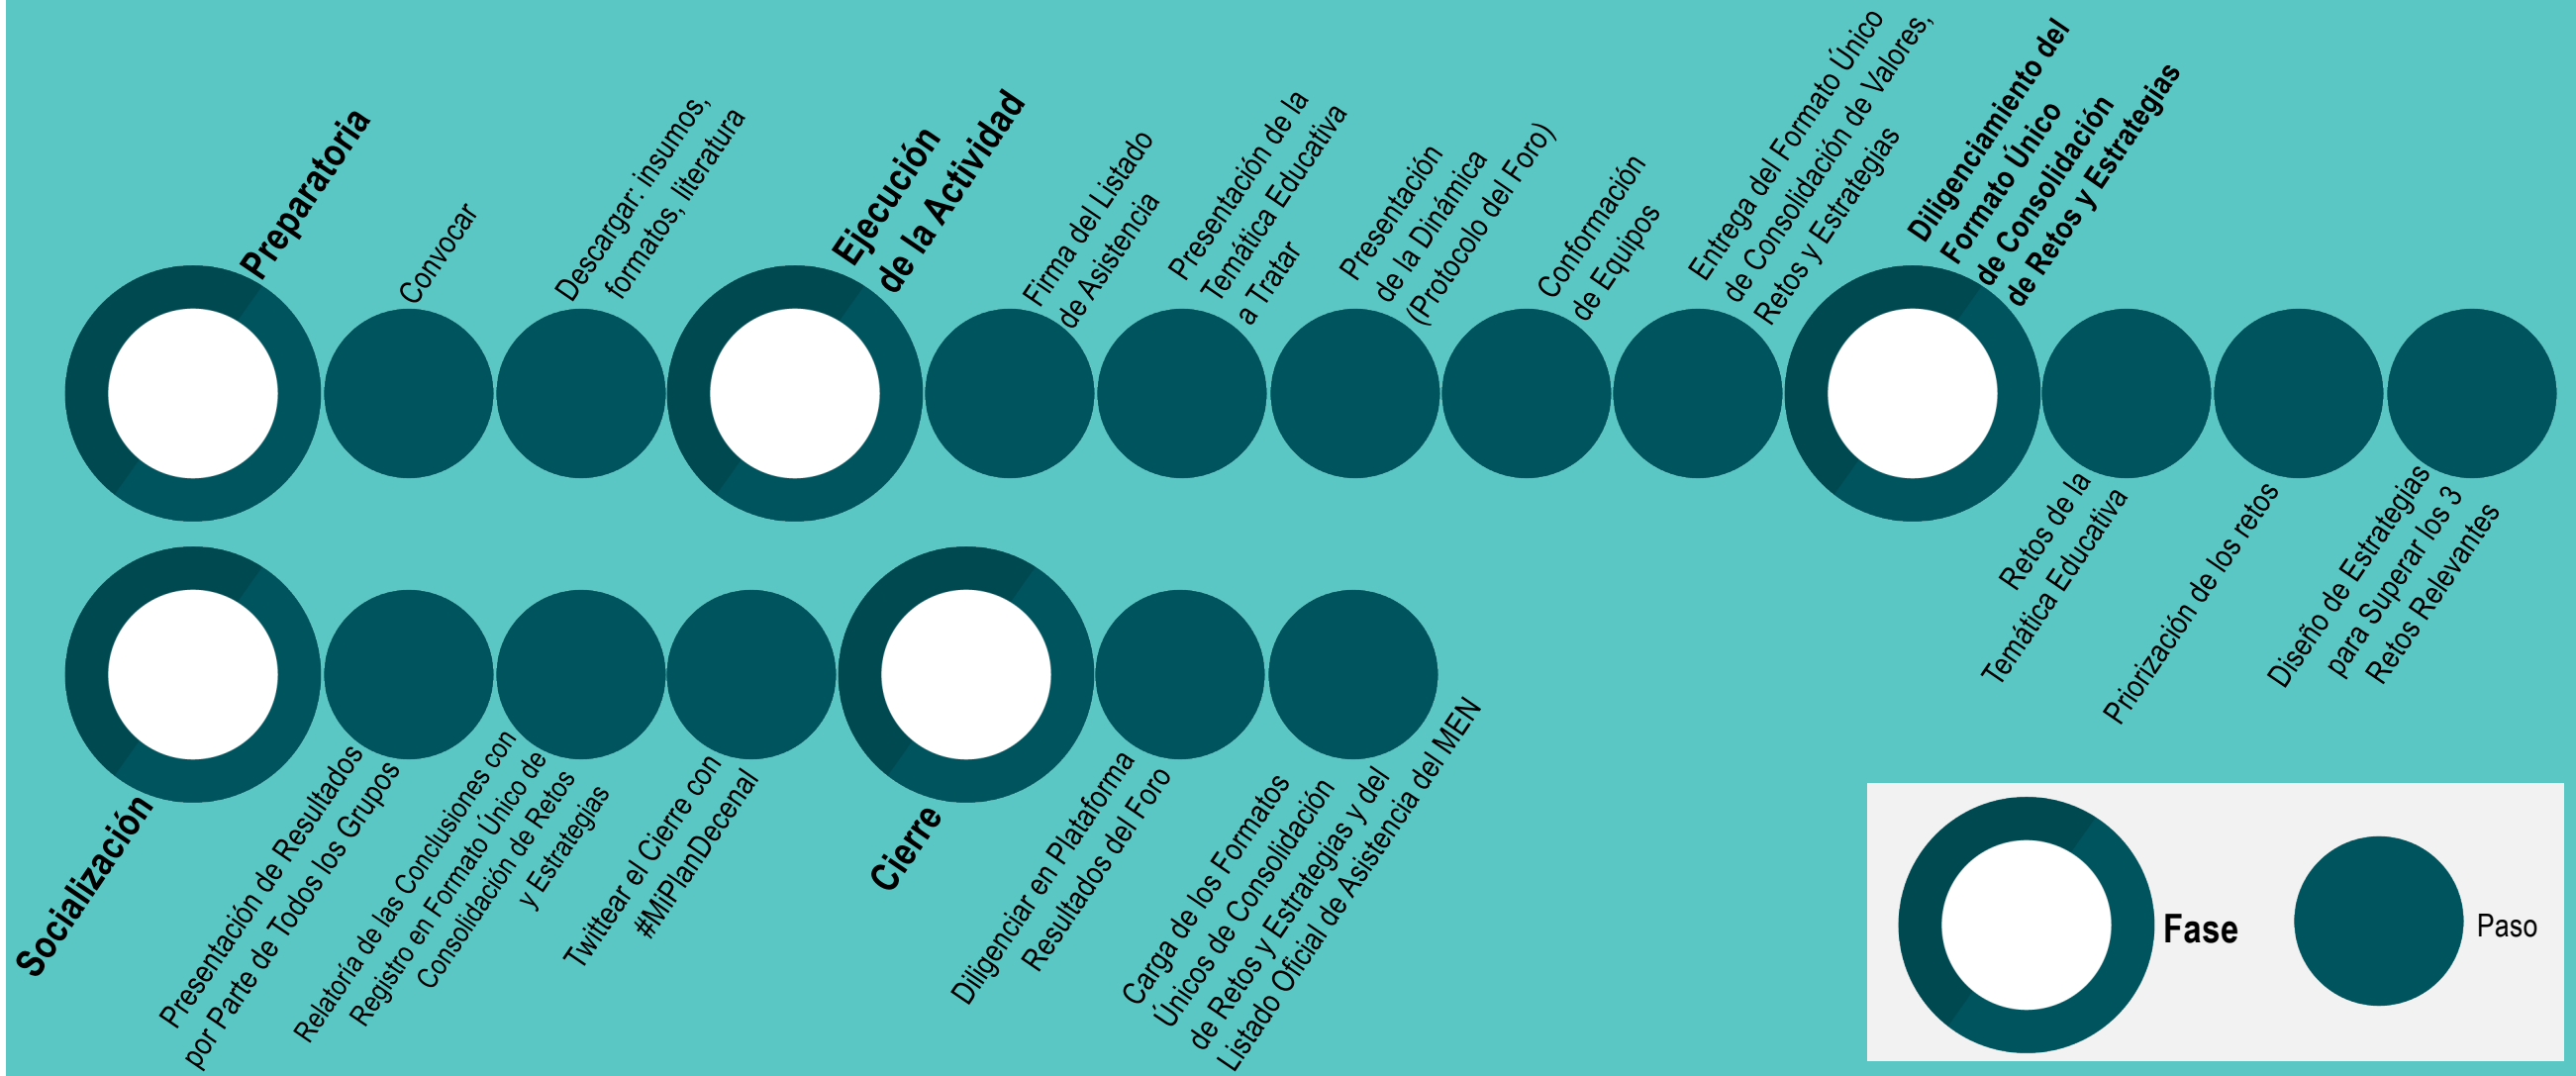 Preparatoria
Convocar
Descargar: insumos,
formatos, literatura
Ejecución
de la Actividad
Firma del Listado
de Asistencia
Presentación de la
Temática Educativa
a Tratar
Presentación
de la Dinámica
(Protocolo del Foro)
Conformación
de Equipos
Entrega del Formato Único
de Consolidación de Valores,
Retos y Estrategias
Diligenciamiento del
Formato Único
de Consolidación
de Retos y Estrategias
Retos de la
Temática Educativa
Priorización de los retos
Diseño de Estrategias
para Superar los 3
Retos Relevantes
Socialización
Presentación de Resultados
por Parte de Todos los Grupos
Relatoría de las Conclusiones con
Registro en Formato Único de
Consolidación de Retos
y Estrategias
Twittear el Cierre con
#MiPlanDecenal
Cierre
Diligenciar en Plataforma
Resultados del Foro
Carga de los Formatos
Únicos de Consolidación
de Retos y Estrategias y del
Listado Oficial de Asistencia del MEN
Fase
Paso